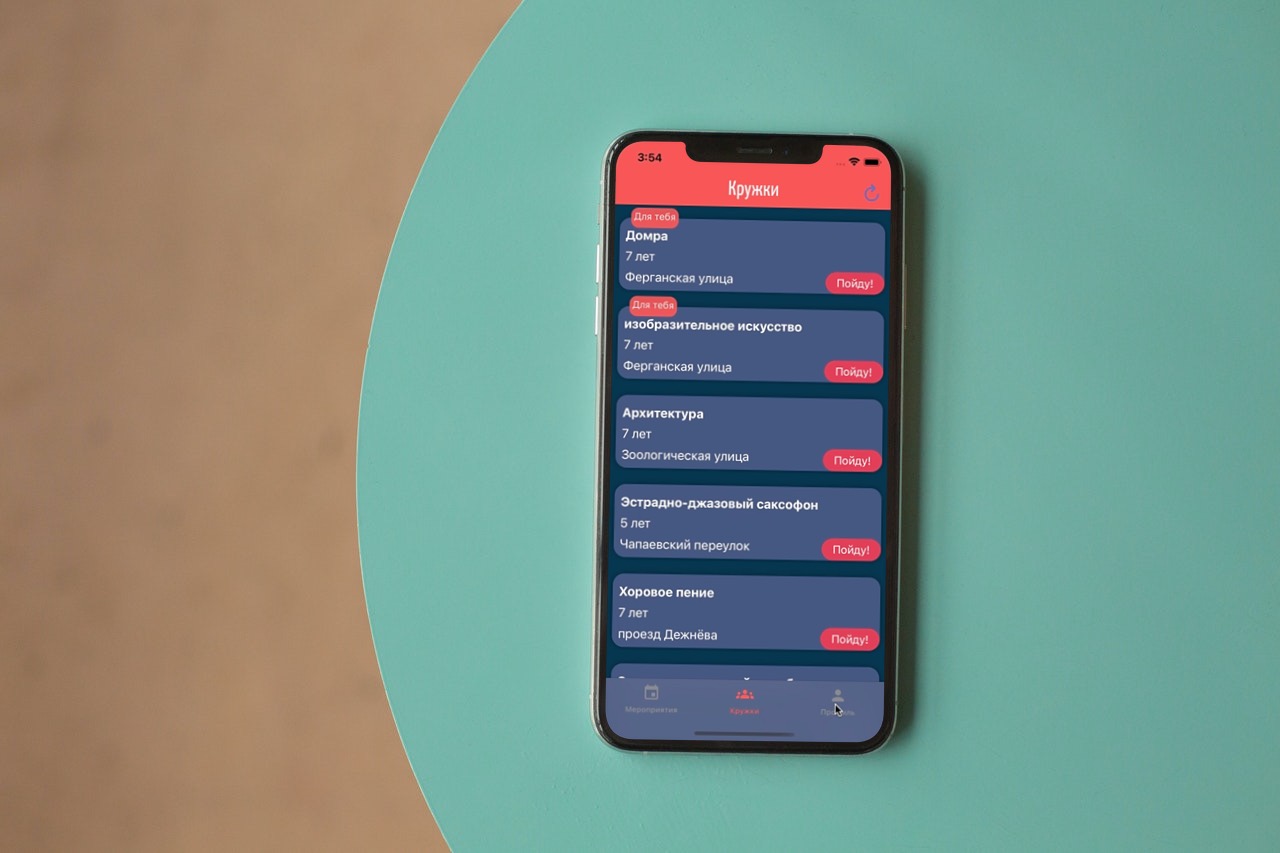 3:54
Кружки
Для тебя
Домра
7 лет
Ферганская улица
Пойду!
Для тебя
изобразительное искусство
7 лет
Ферганская улица
Пойду!
Архитектура
7 лет
Зоологическая улица
Пойду!
Эстрадно-джазовый саксофон
5 лет
Чапаевский переулок
Пойду!
Хоровое пение
7 лет
проезд Дежнёва
Пойду!
Мероприятия
Кружки